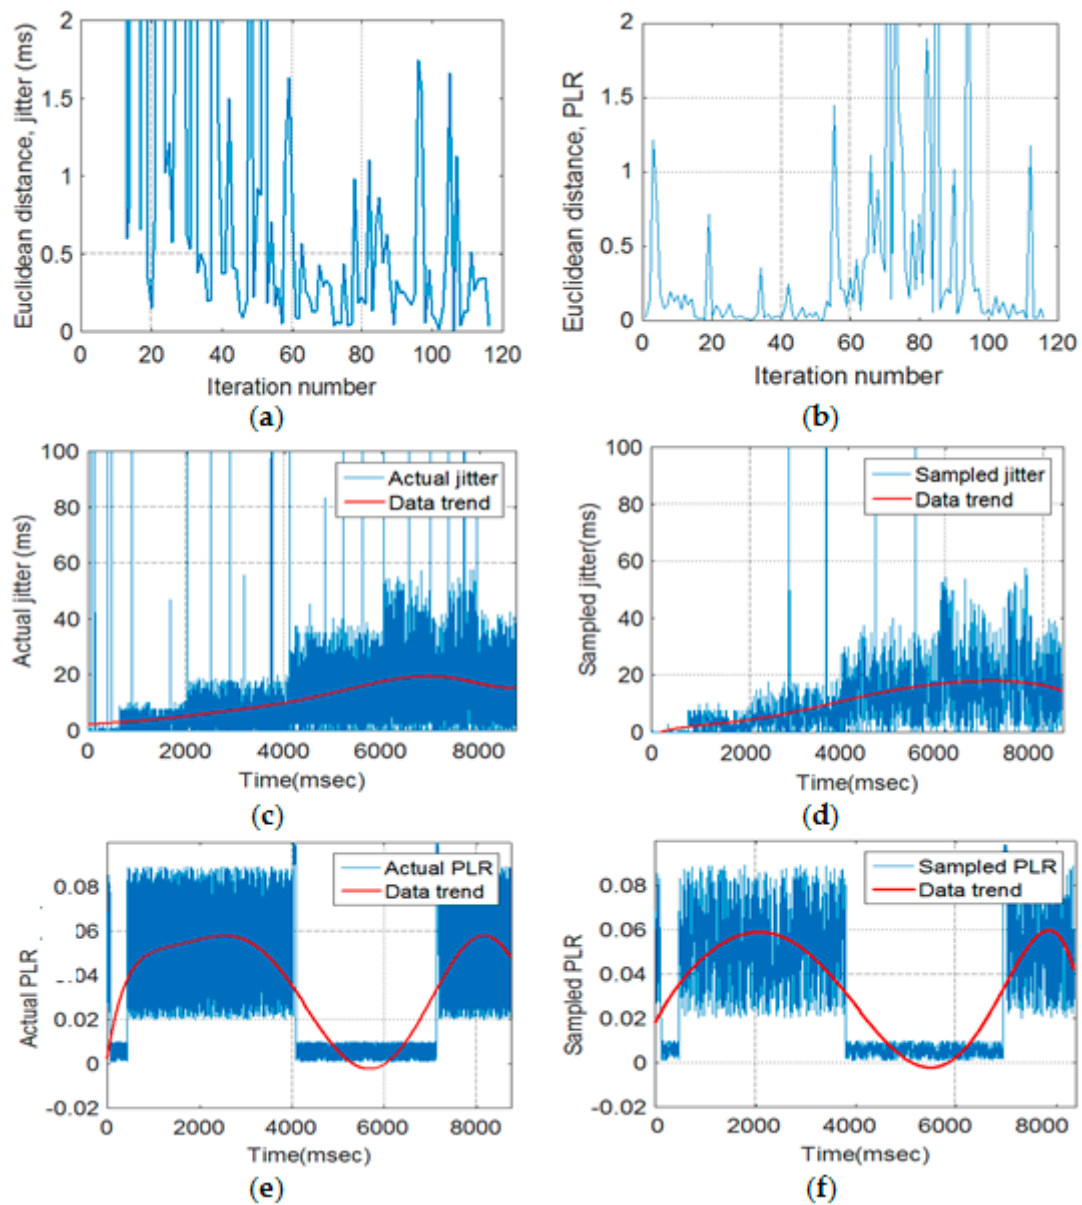 2
1.5
1
0.5
0
0 20 40 60 80 100 120
Euclidean distance, jitter (ms)
Iteration number
(a)
2
1.5
1
0.5
0
0 20 40 60 80 100 120
Euclidean distance, PLR
Iteration number
(b)
100
80
60
40
20
0
0 2000 4000 6000 8000
Actual jitter (ms)
Actual jitter
Data trend
Time(msec)
(c)
100
80
60
40
20
0
0 2000 4000 6000 8000
Sampled jitter(ms)
Sampled jitter
Data trend
Time(msec)
(d)
0.08
.06
.04
0.02
0
-0.02
0 2000 4000 6000 8000
Actual PLR
Actual PLR
Data trend
Time(msec)
(e)
0.08
0.06
0.04
0.02
0
-0.02
0 2000 4000 6000 8000
Sampled PLR
Sampled PLR
Data trend
Time(msec)
(f)